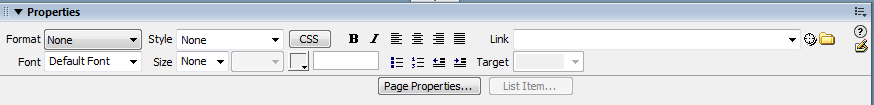 Properties
Format None Style None CSS B I Link
Font Default Font Size None Target
Page Properties... List Item...